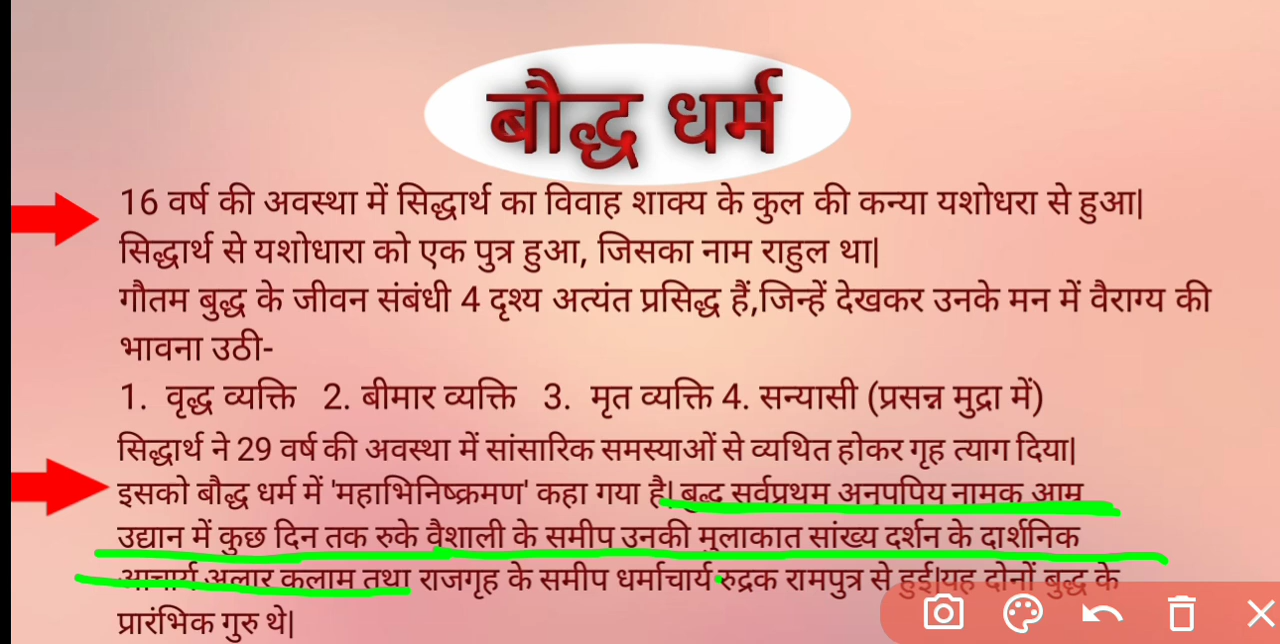 बौद्ध धर्म
16 वर्ष की अवस्था में सिद्धार्थ का विवाह शाक्य के कुल की कन्या यशोधरा से हुआ|
सिद्धार्थ से यशोधारा को एक पुत्र हुआ, जिसका नाम राहुल था|
गौतम बुद्ध के जीवन संबंधी 4 दृश्य अत्यंत प्रसिद्ध हैं,जिन्हें देखकर उनके मन में वैराग्य की
भावना उठी-
1. वृद्ध व्यक्ति 2. बीमार व्यक्ति 3. मृत व्यक्ति 4. सन्यासी (प्रसन्न मुद्रा में)
सिद्धार्थ ने 29 वर्ष की अवस्था में सांसारिक समस्याओं से व्यथित होकर गृह त्याग दिया|
इसको बौद्ध धर्म में 'महाभिनिष्क्रमण' कहा गया है| बुद्ध सर्वप्रथम अनपपिय नामक आम्र
उद्यान में कुछ दिन तक रुके वैशाली के समीप उनकी मुलाकात सांख्य दर्शन के दार्शनिक
आचार्य अलार कलाम तथा राजगृह के समीप धर्माचार्य रुद्रक रामपुत्र से हुई|यह दोनों बुद्ध के
प्रारंभिक गुरु थे|